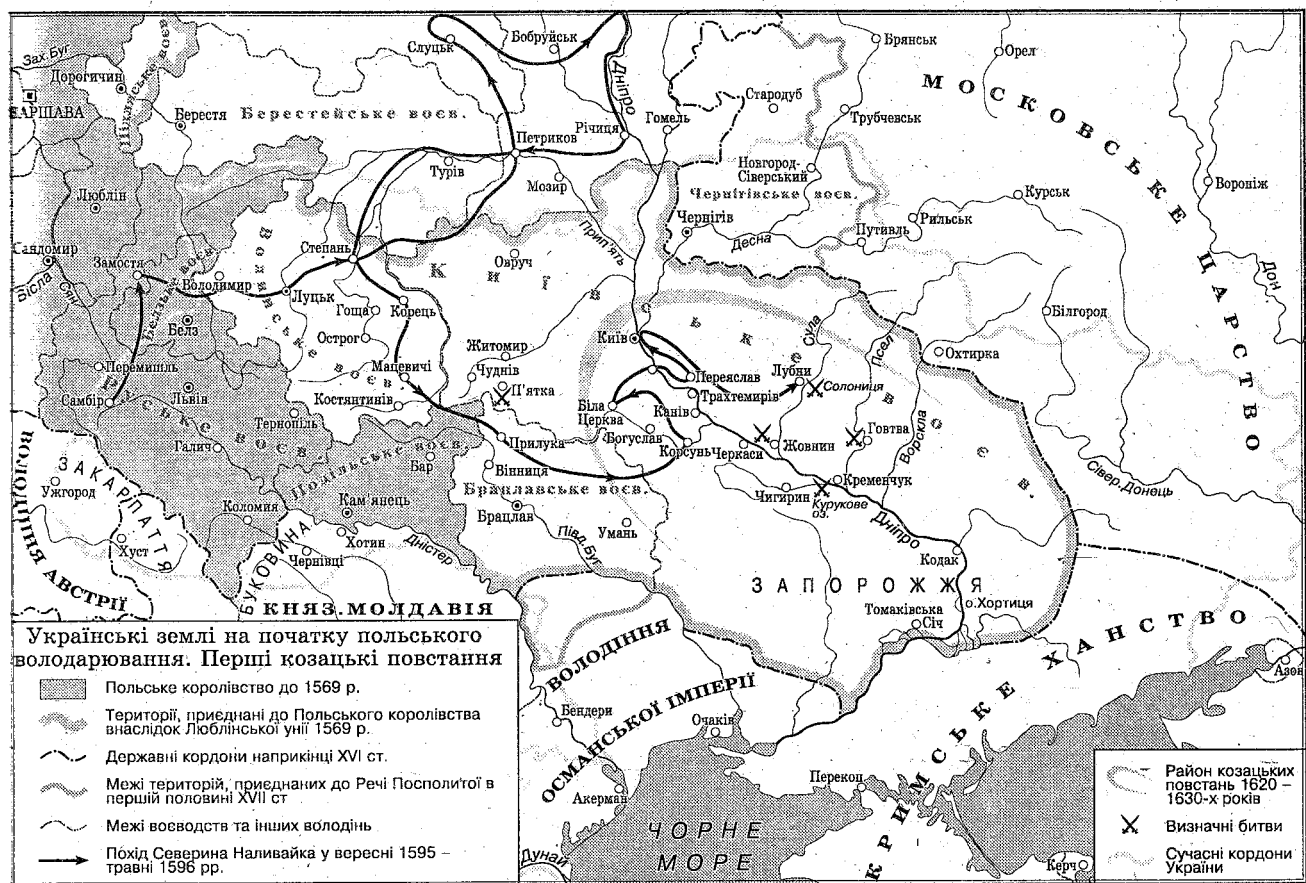 Зах.Буг
Дорогичин
Берестя
Берестейське воєв.
Слуцьк
Бобруйськ
Дніпро
Річиця
Гомель
Петриков
Турів
Мозир
Прип'ять
Стародуб
Брянськ
Орел
Трубчевськ
Новгород-
Сіверський
Чернігівське воєв.
Чернігів
Десна
Путивль
Рильськ
Курськ
Вороніж
Дон
МОСКОВСЬКЕ ЦАРСТВО
Люблін
Замостя
Вісла
Сян
Володимир
Белз
Волинське воєв.
Степань
Луцьк
Гоща
Корець
Острог
Мацевичі
Костянтинів
Овруч
Київське воєв.
Житомир
Чуднів
П'ятка
Київ
Переяслав
Трахтемирів
Канів
Біла
Церква
Богуслав
Корсунь
Черкаси
Жовнин
Лубни
Солониця
Сула
Псел
Ворскла
Говтва
Кременчук
Чигирин
Курукове
оз.
Охтирка
Білгород
Сівер.Донець
Перемишль
Самбір
Львів
Галич
Тернопіль
Подільське воєв.
Бар
Прилука
Вінниця
Брацлавське воєв.
Брацлав
Умань
Півд.Буг
Кам'янець
Хотин
Дністер
Коломия
Чернівці
БУКОВИНА
ЗАКАРПАТТЯ
Ужгород
Хуст
АВСТРІЇ
КНЯЗ.МОЛДАВІЯ
Дніпро
Кодак
ЗАПОРОЖЖЯ
Томаківська
Січ
о.Хортиця
ВОЛОДІННЯ
ОСМАНСЬКОЇ ІМПЕРІЇ
Бендери
Очаків
Акерман
Дунай
ЧОРНЕ
МОРЕ
КРИМСЬКЕ ХАНСТВО
Перекоп
Керч
Азов
Українські землі на початку польського
володарювання. Перші козацькі повстання
Польське королівство до 1569 р.
Території, приєднані до Польського королівства
внаслідок Люблінської унії 1569 р.
Державні кордони наприкінці XVI ст.
Межі територій, приєднаних до Речі Посполитої в
першій половині XVII ст
Межі воєводств та інших володінь
Похід Северина Наливайка у вересні 1595 –
травні 1596 рр.
Район козацьких
повстань 1620 –
1630-х років
Визначні битви
Сучасні кордони
України